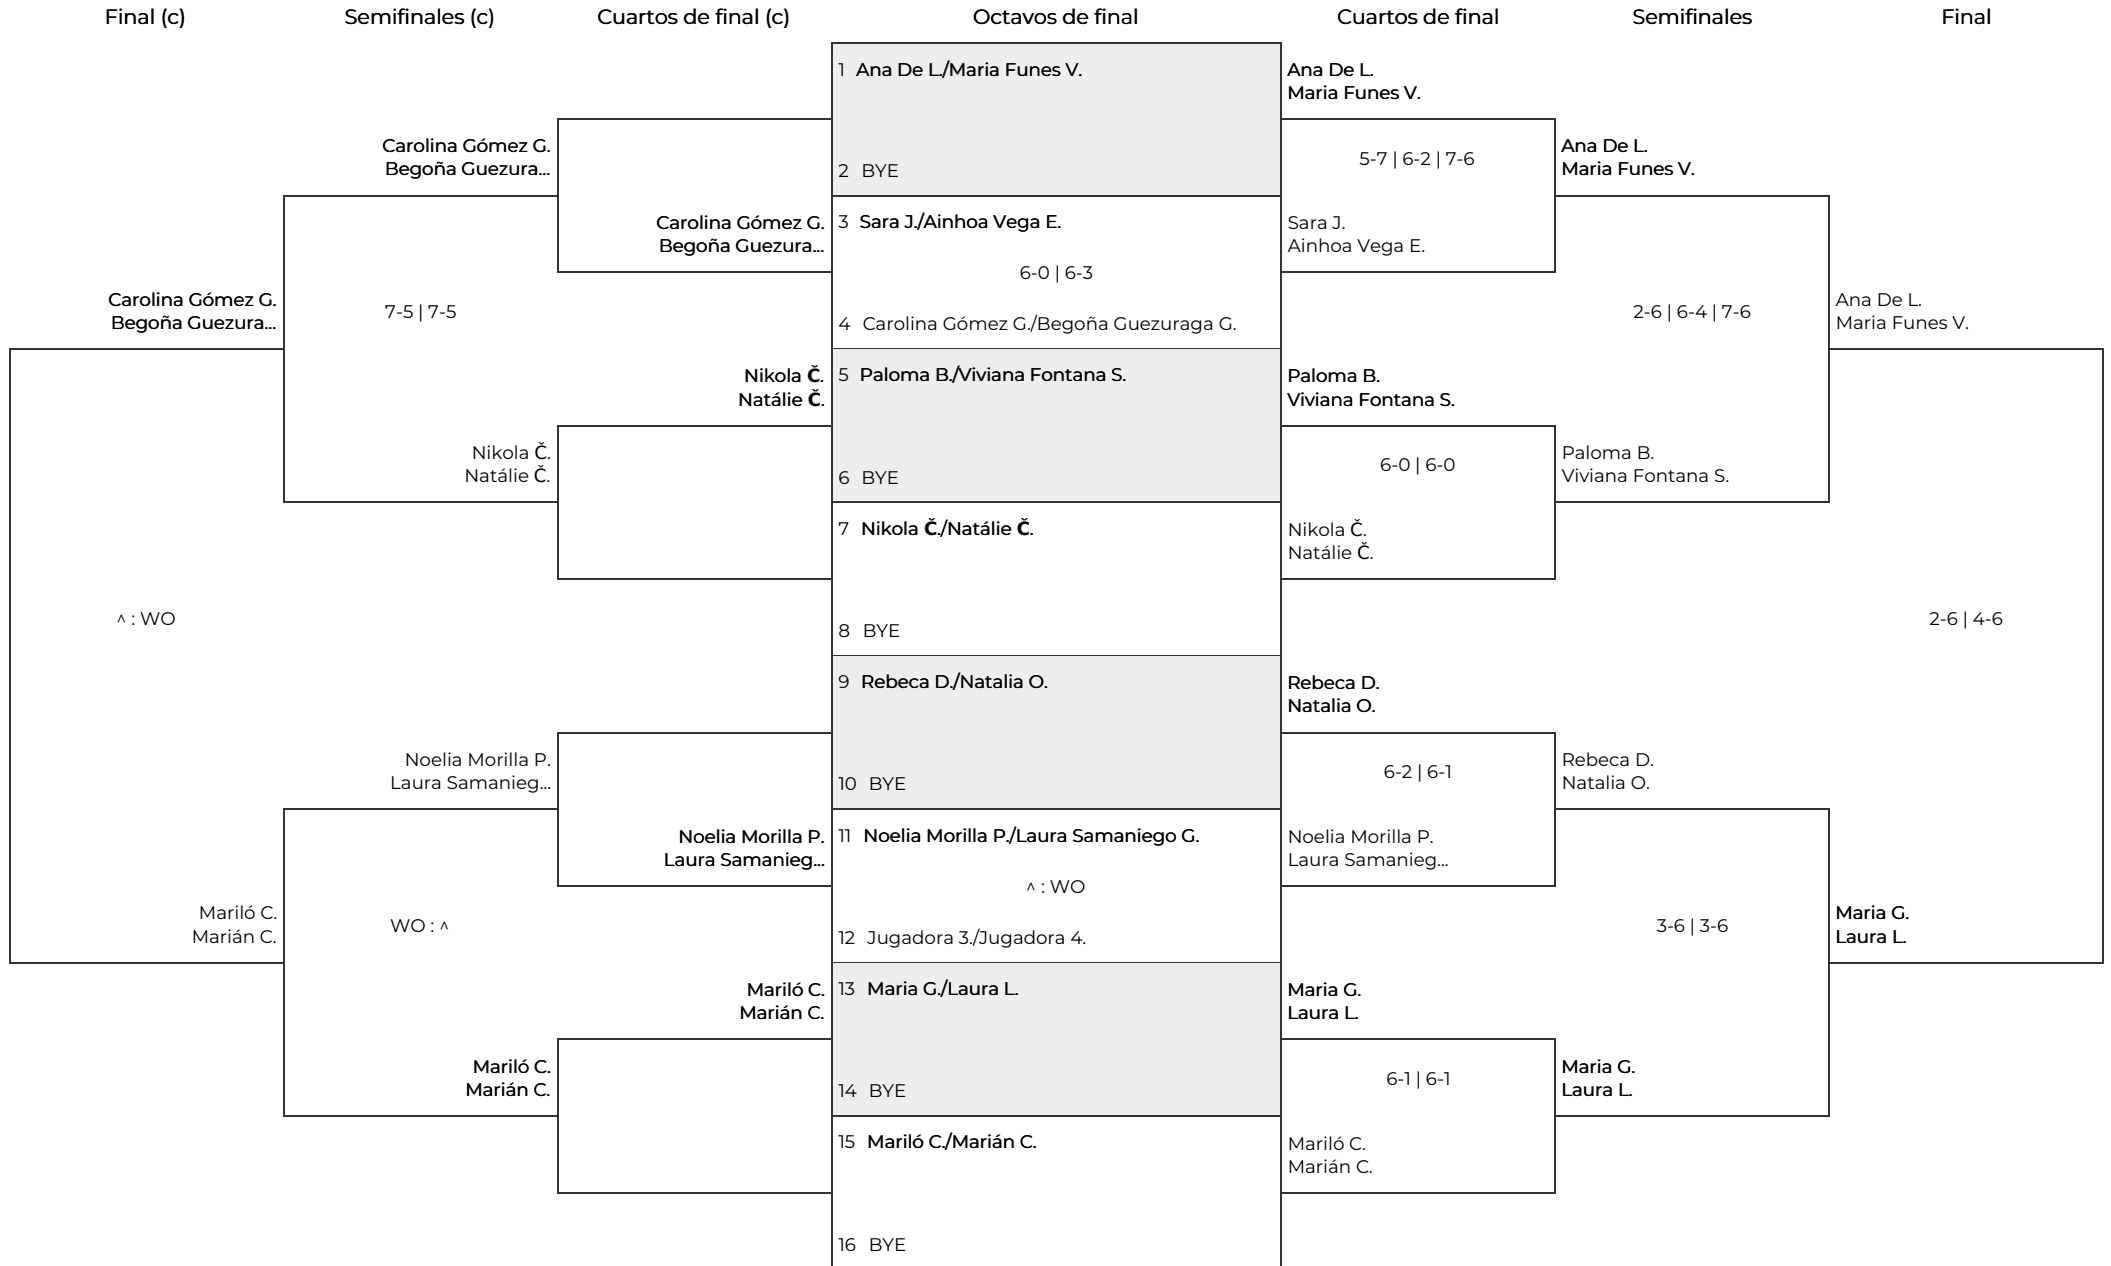 Final (c)
Semifinales (c)
Cuartos de final (c)
Octavos de final
Cuartos de final
Semifinales
Final
Carolina Gómez G.
Begoña Guezura...
^ : WO
Mariló C.
Marián C.
Carolina Gómez G.
Begoña Guezura...
7-5 | 7-5
Nikola Č.
Natálie Č.
Noelia Morilla P.
Laura Samanieg...
WO : ^
Mariló C.
Marián C.
Carolina Gómez G.
Begoña Guezura...
Nikola Č.
Natálie Č.
Noelia Morilla P.
Laura Samanieg...
Mariló C.
Marián C.
1 Ana De L./Maria Funes V.
2 BYE
3 Sara J./Ainhoa Vega E.
6-0 | 6-3
4 Carolina Gómez G./Begoña Guezuraga G.
5 Paloma B./Viviana Fontana S.
6 BYE
7 Nikola Č./Natálie Č.
8 BYE
9 Rebeca D./Natalia O.
10 BYE
11 Noelia Morilla P./Laura Samaniego G.
^ : WO
12 Jugadora 3./Jugadora 4.
13 Maria G./Laura L.
14 BYE
15 Mariló C./Marián C.
16 BYE
Ana De L.
Maria Funes V.
5-7 | 6-2 | 7-6
Sara J.
Ainhoa Vega E.
Paloma B.
Viviana Fontana S.
6-0 | 6-0
Nikola Č.
Natálie Č.
Rebeca D.
Natalia O.
6-2 | 6-1
Noelia Morilla P.
Laura Samanieg...
Maria G.
Laura L.
6-1 | 6-1
Mariló C.
Marián C.
Ana De L.
Maria Funes V.
2-6 | 6-4 | 7-6
Paloma B.
Viviana Fontana S.
Rebeca D.
Natalia O.
3-6 | 3-6
Maria G.
Laura L.
Ana De L.
Maria Funes V.
2-6 | 4-6
Maria G.
Laura L.